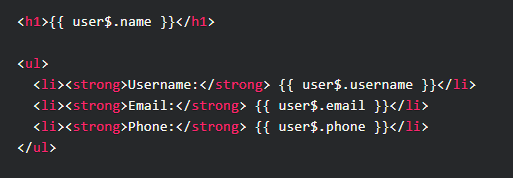 <h1>{{ user$.name }}</h1>
<ul>
<li><strong>Username:</strong> {{ user$.username }}</li>
<li><strong>Email:</strong> {{ user$.email }}</li>
<li><strong>Phone:</strong> {{ user$.phone }}</li>
</ul>